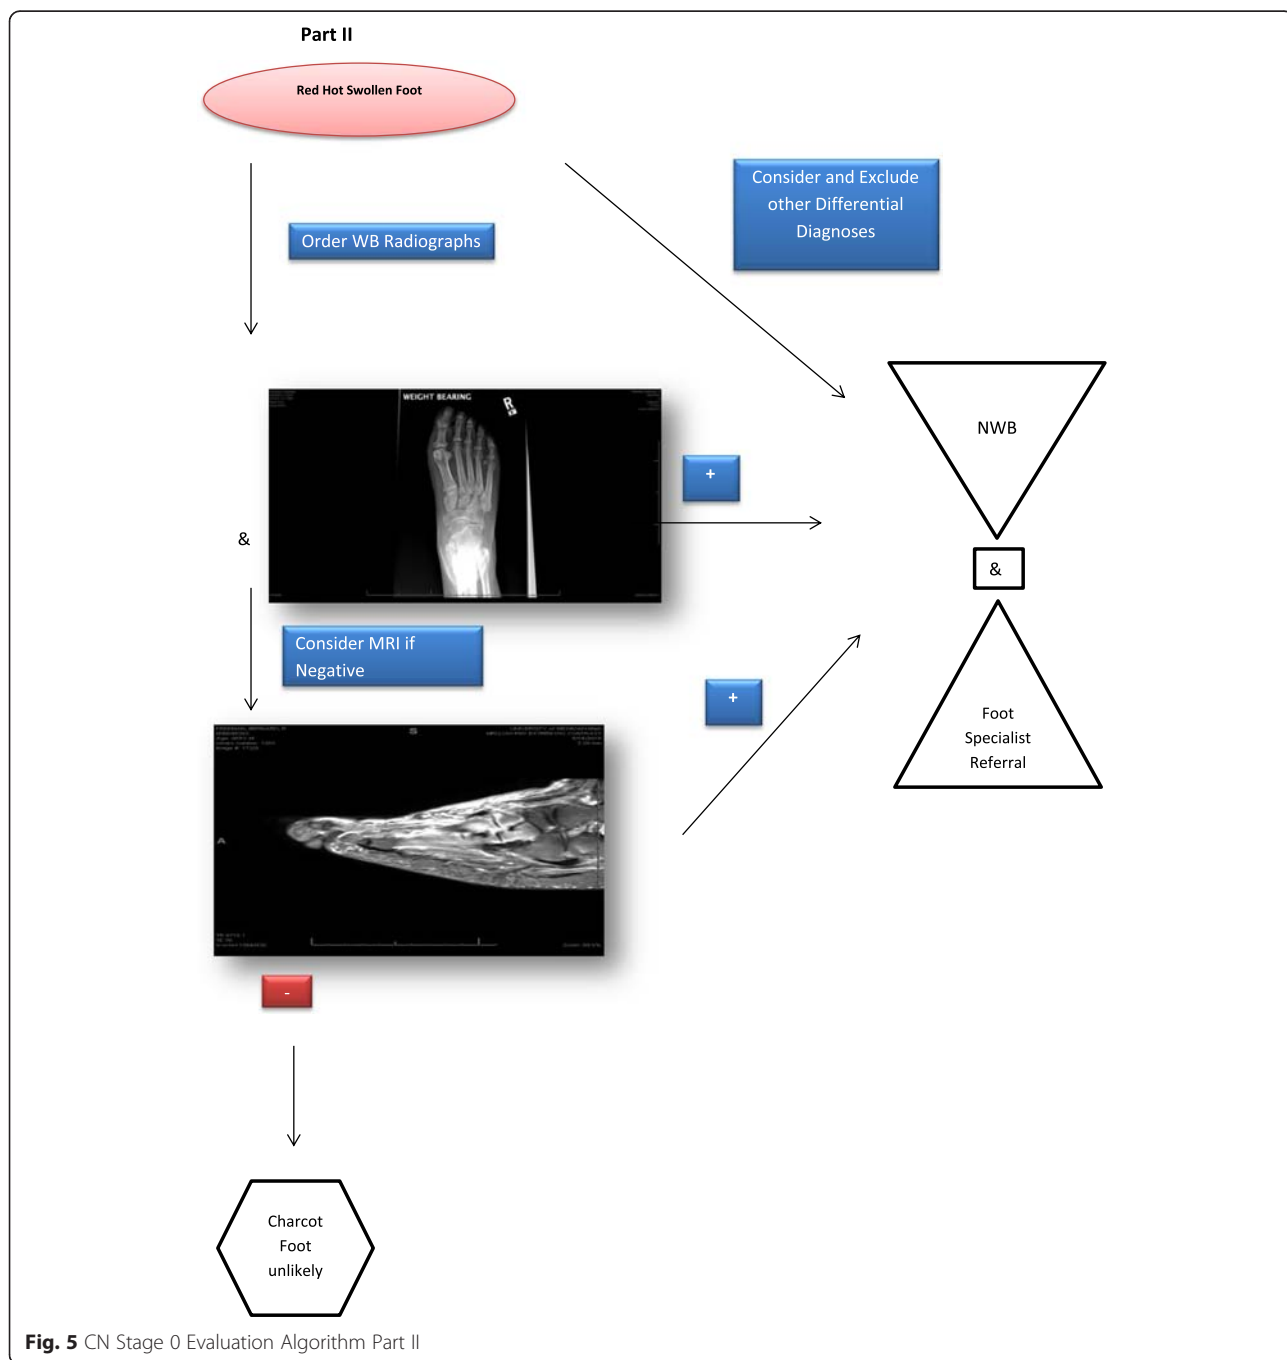 Part II
Red Hot Swollen Foot
Consider and Exclude
other Differential
Diagnoses
Order WB Radiographs
WEIGHT BEARING
R
+
NWB
&
&
Consider MRI if
Negative
+
Foot
Specialist
Referral
S
A
-
Charcot
Foot
unlikely
Fig. 5 CN Stage 0 Evaluation Algorithm Part II